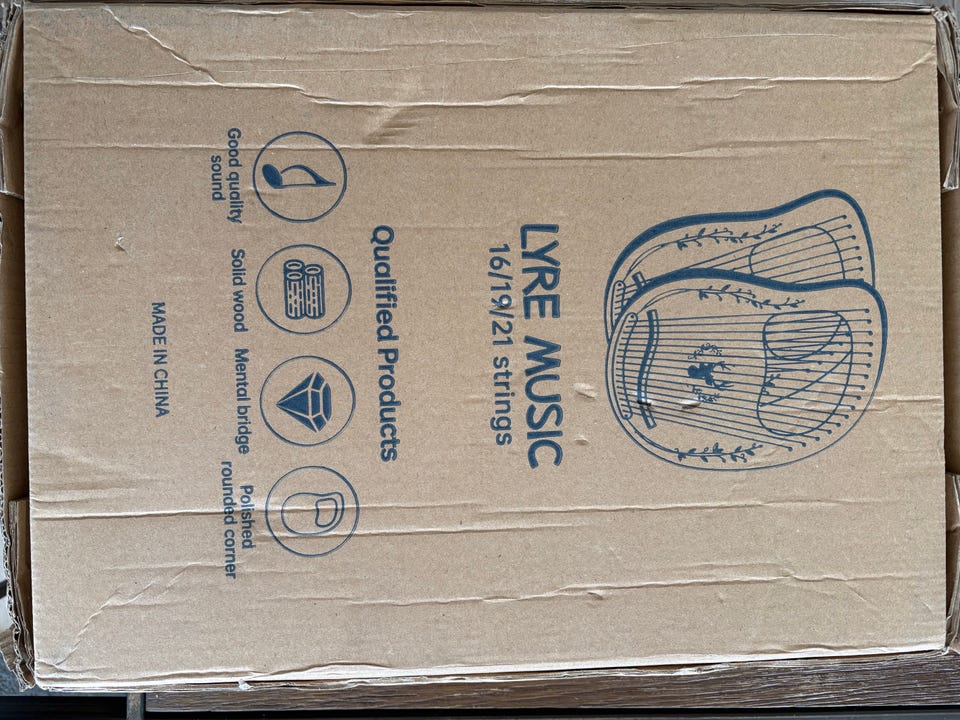 LYRE MUSIC
16/19/21 strings
Qualified Products
Good quality
sound
Solid wood
Mental bridge
Polished
rounded corner
MADE IN CHINA